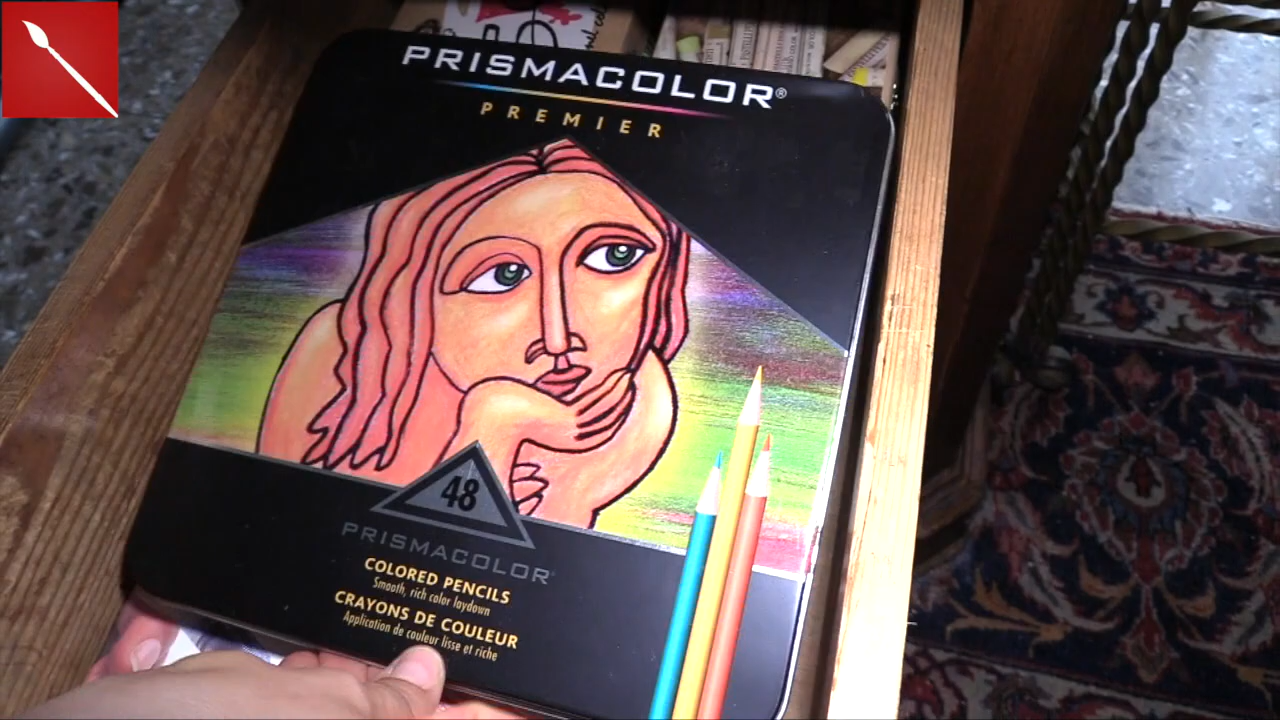 PRISMACOLOR®
PREMIER
48
PRISMACOLOR®
COLORED PENCILS
Smooth, rich color laydown
CRAYONS DE COULEUR
Application de couleur lisse et riche